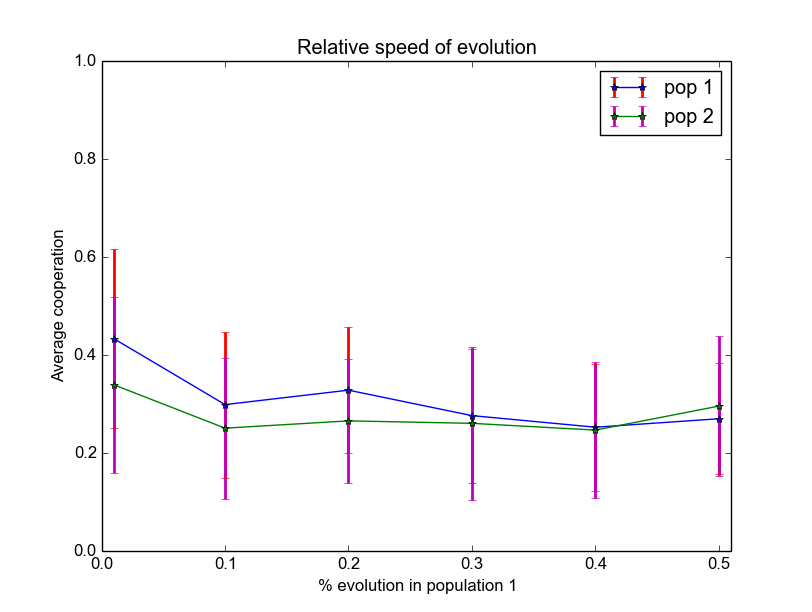 Relative speed of evolution
pop 1
pop 2
1.0
0.8
0.6
0.4
0.2
0.0
Average cooperation
0.0 0.1 0.2 0.3 0.4 0.5
% evolution in population 1